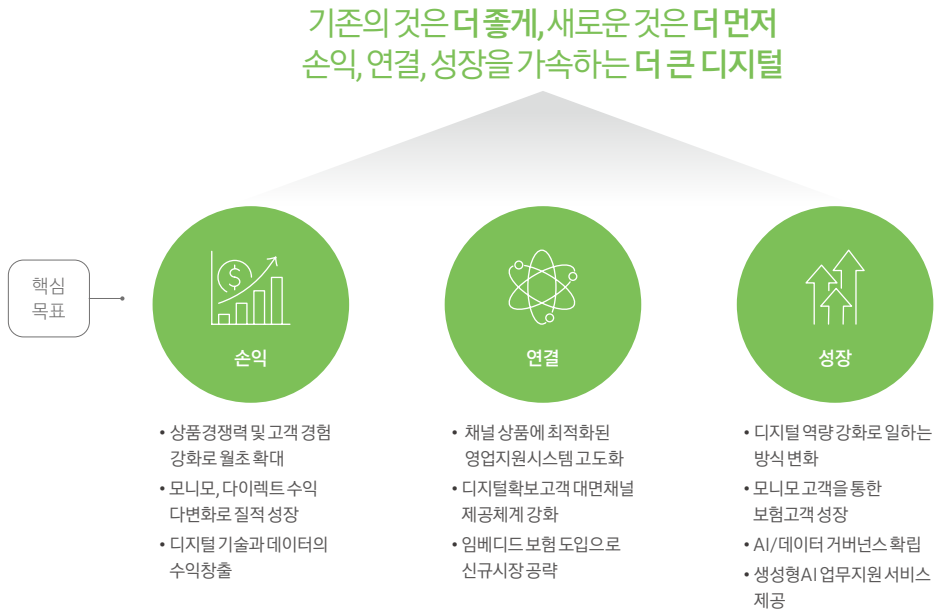 기존의 것은 더 좋게, 새로운 것은 더 먼저
손익, 연결, 성장을 가속하는 더 큰 디지털
핵심
목표
$
손익
연결
성장
• 상품경쟁력 및 고객 경험
강화로 월초 확대
• 모니모, 다이렉트 수익
다변화로 질적 성장
• 디지털 기술과 데이터의
수익창출
• 채널 상품에 최적화된
영업지원시스템 고도화
• 디지털확보고객 대면채널
제공체계 강화
• 임베디드 보험 도입으로
신규시장 공략
• 디지털 역량 강화로 일하는
방식 변화
• 모니모 고객을 통한
보험고객 성장
• AI/데이터 거버넌스 확립
• 생성형AI 업무지원 서비스
제공